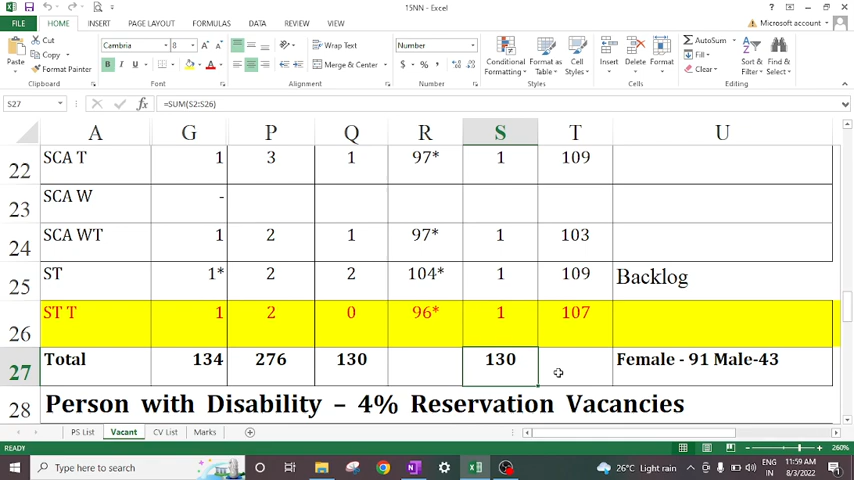 15NN - Excel
Microsoft account
FILE HOME INSERT PAGE LAYOUT FORMULAS DATA REVIEW VIEW
Paste Cut Copy Format Painter Clipboard
Cambria 8 B I U Font
Wrap Text Merge & Center Alignment
Number $ % , Number
Conditional Formatting Format as Table Cell Styles Styles
Insert Delete Format Cells
AutoSum Fill Clear Sort & Filter Find & Select Editing
S27 fx =SUM(S2:S26)
A G P Q R S T U
22 SCA T 1 3 1 97* 1 109
23 SCA W -
24 SCA WT 1 2 1 97* 1 103
25 ST 1* 2 2 104* 1 109 Backlog
26 ST T 1 2 0 96* 1 107
27 Total 134 276 130 130 Female - 91 Male-43
28 Person with Disability – 4% Reservation Vacancies
PS List Vacant CV List Marks
READY 260%
Type here to search
26°C Light rain
ENG IN
11:59 AM 8/3/2022